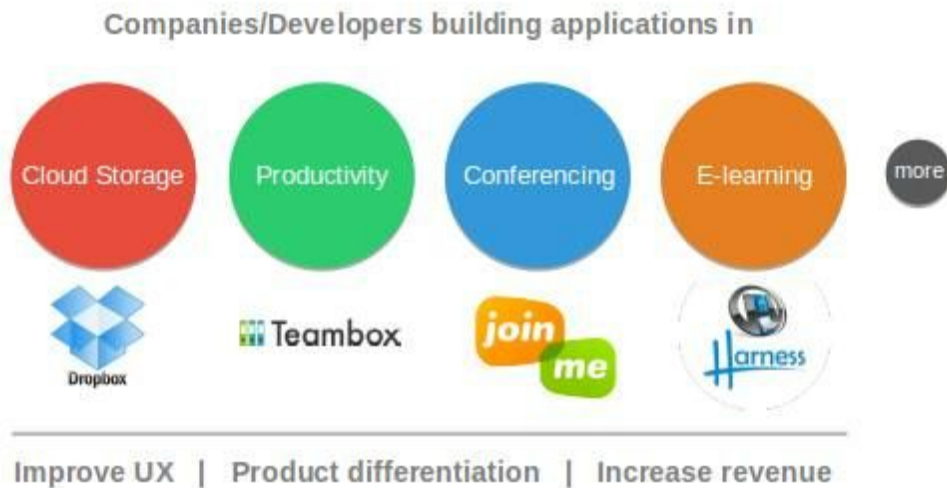 Companies/Developers building applications in
Cloud Storage
Productivity
Conferencing
E-learning
more
Dropbox
Teambox
join
me
Harness
Improve UX | Product differentiation | Increase revenue